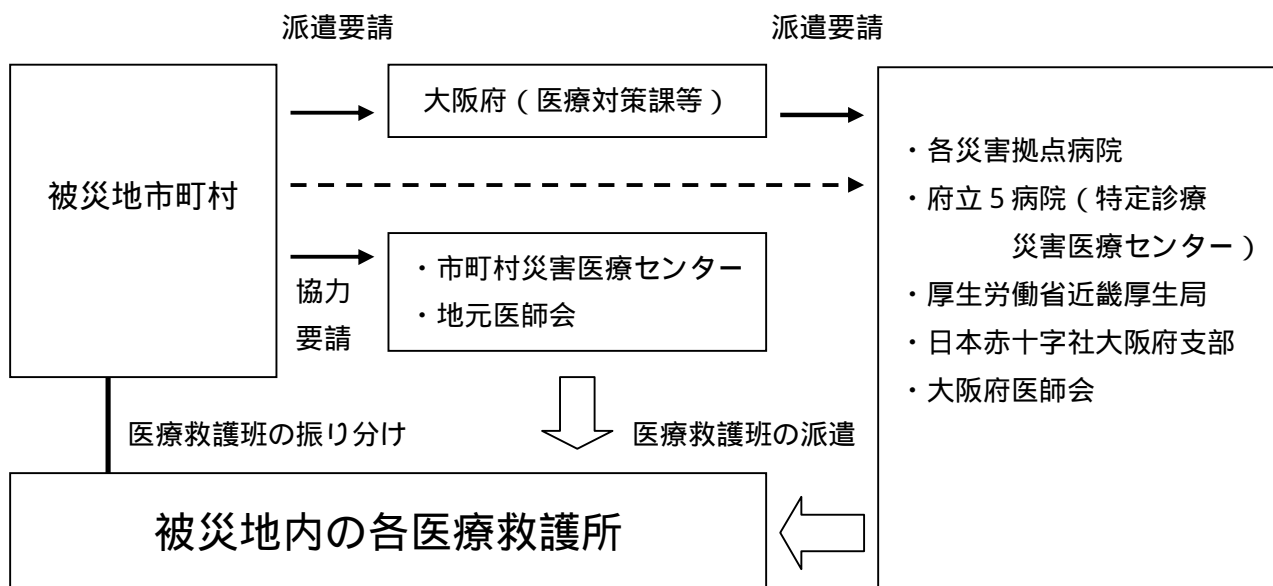 派遣要請
派遣要請
被災地市町村
大阪府（医療対策課等）
・各災害拠点病院
・府立５病院（特定診療
災害医療センター）
・厚生労働省近畿厚生局
・日本赤十字社大阪府支部
・大阪府医師会
協力
要請
・市町村災害医療センター
・地元医師会
医療救護班の振り分け
医療救護班の派遣
被災地内の各医療救護所